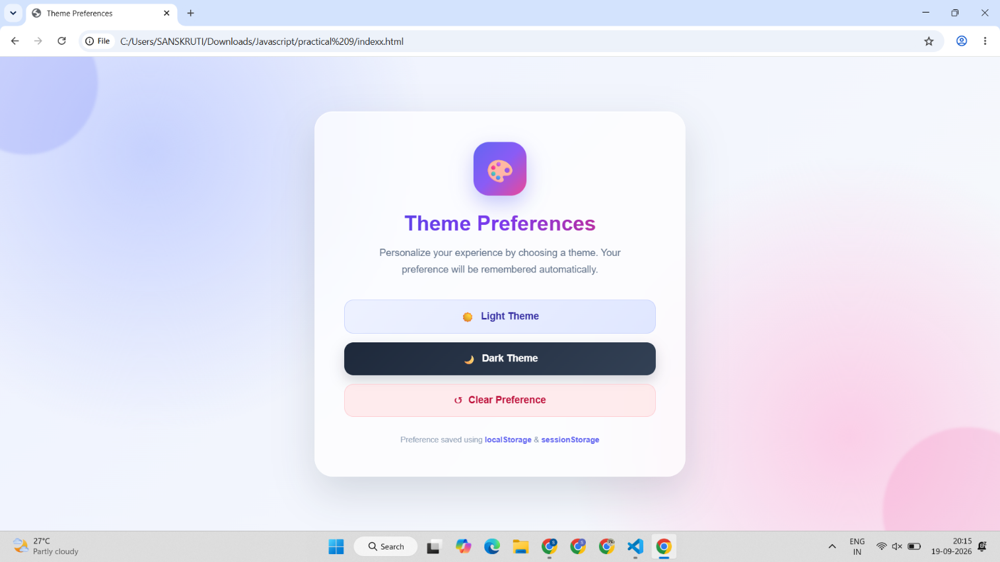 Theme Preferences
File
C:/Users/SANSKRUTI/Downloads/Javascript/practical%209/indexx.html
Theme Preferences
Personalize your experience by choosing a theme. Your
preference will be remembered automatically.
Light Theme
Dark Theme
↺ Clear Preference
Preference saved using localStorage & sessionStorage
27°C
Partly cloudy
Search
ENG
IN
20:15
19-09-2026